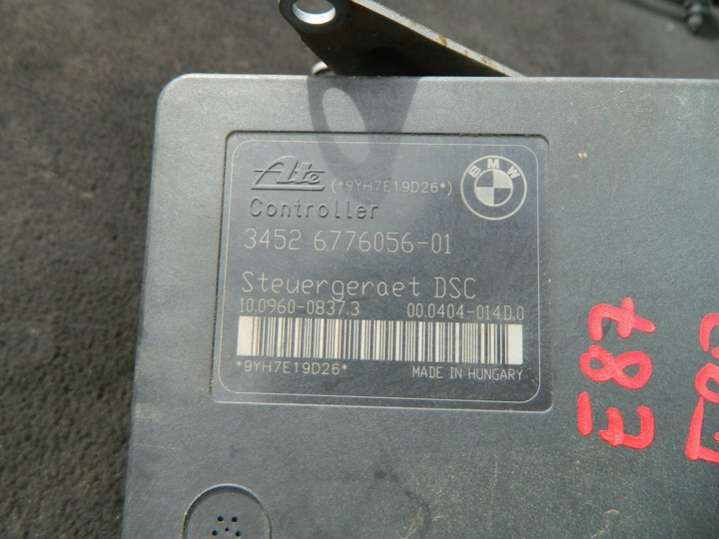 Ate (*9YH7E19D26*)
BMW
Controller
3452 6776056-01
Steuergeraet DSC
10.0960-0837.3 00.0404-014D.0
*9YH7E19D26*
MADE IN HUNGARY
E87